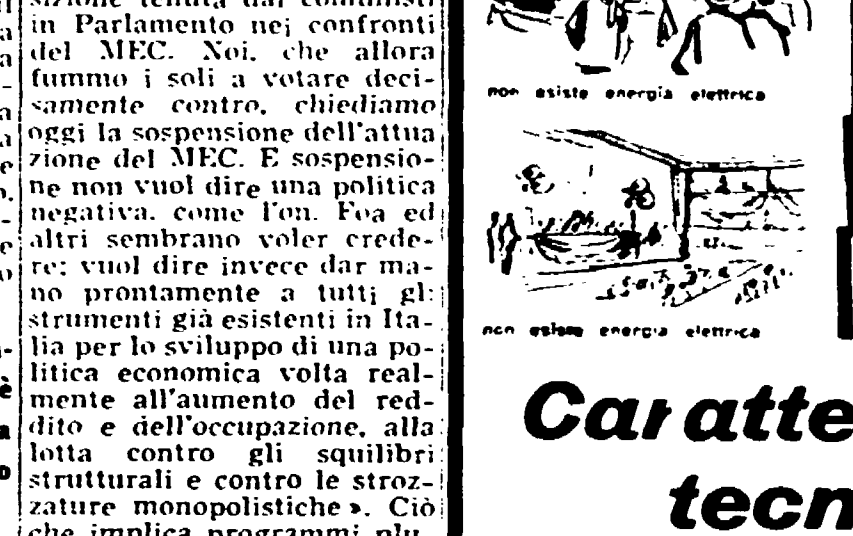 sizione tenuta dai comunisti
in Parlamento nei confronti
del MEC. Noi, che allora
fummo i soli a votare deci-
samente contro, chiediamo
oggi la sospensione dell'attua
zione del MEC. E sospensio-
ne non vuol dire una politica
negativa, come l'on. Foa ed
altri sembrano voler crede-
re: vuol dire invece dar ma-
no prontamente a tutti gli
strumenti già esistenti in Ita-
lia per lo sviluppo di una po-
litica economica volta real-
mente all'aumento del red-
dito e dell'occupazione, alla
lotta contro gli squilibri
strutturali e contro le stroz-
zature monopolistiche ». Ciò
che implica programmi plu
non esiste energia elettrica
non esiste energia elettrica
Caratte
tecn